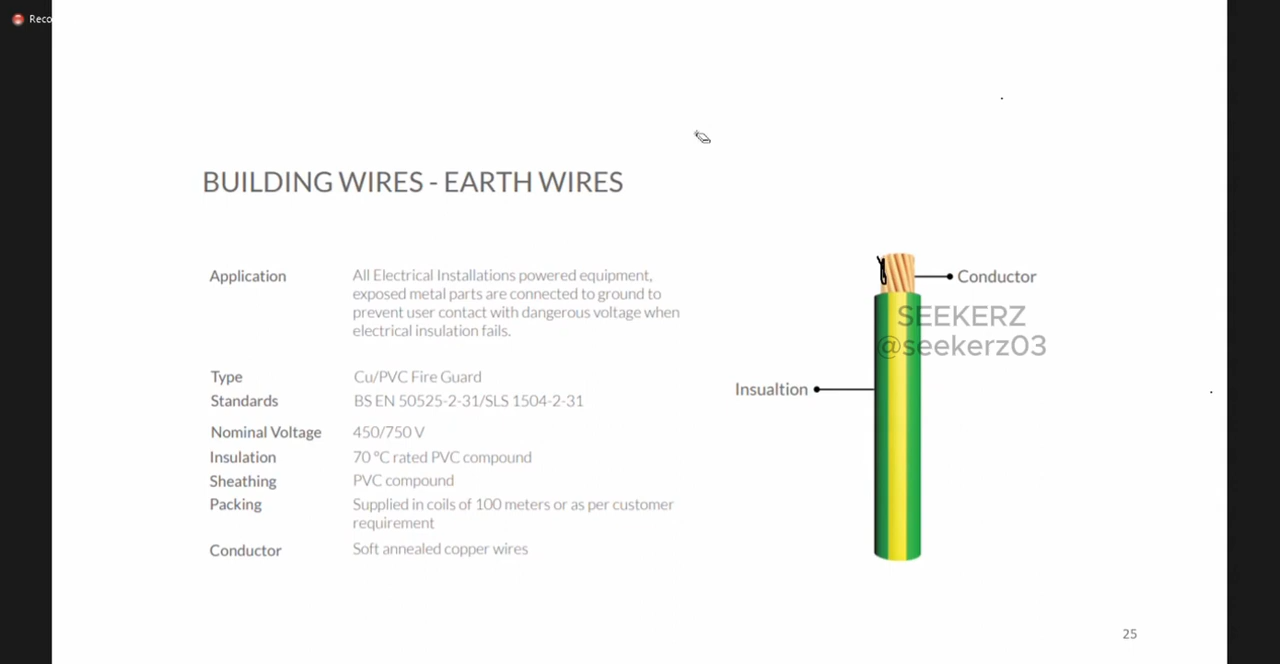 Reco
BUILDING WIRES - EARTH WIRES
Application
All Electrical Installations powered equipment,
exposed metal parts are connected to ground to
prevent user contact with dangerous voltage when
electrical insulation fails.
Type
Cu/PVC Fire Guard
Standards
BS EN 50525-2-31/SLS 1504-2-31
Nominal Voltage
450/750 V
Insulation
70 °C rated PVC compound
Sheathing
PVC compound
Packing
Supplied in coils of 100 meters or as per customer
requirement
Conductor
Soft annealed copper wires
Conductor
SEEKERZ
@seekerz03
Insualtion
25